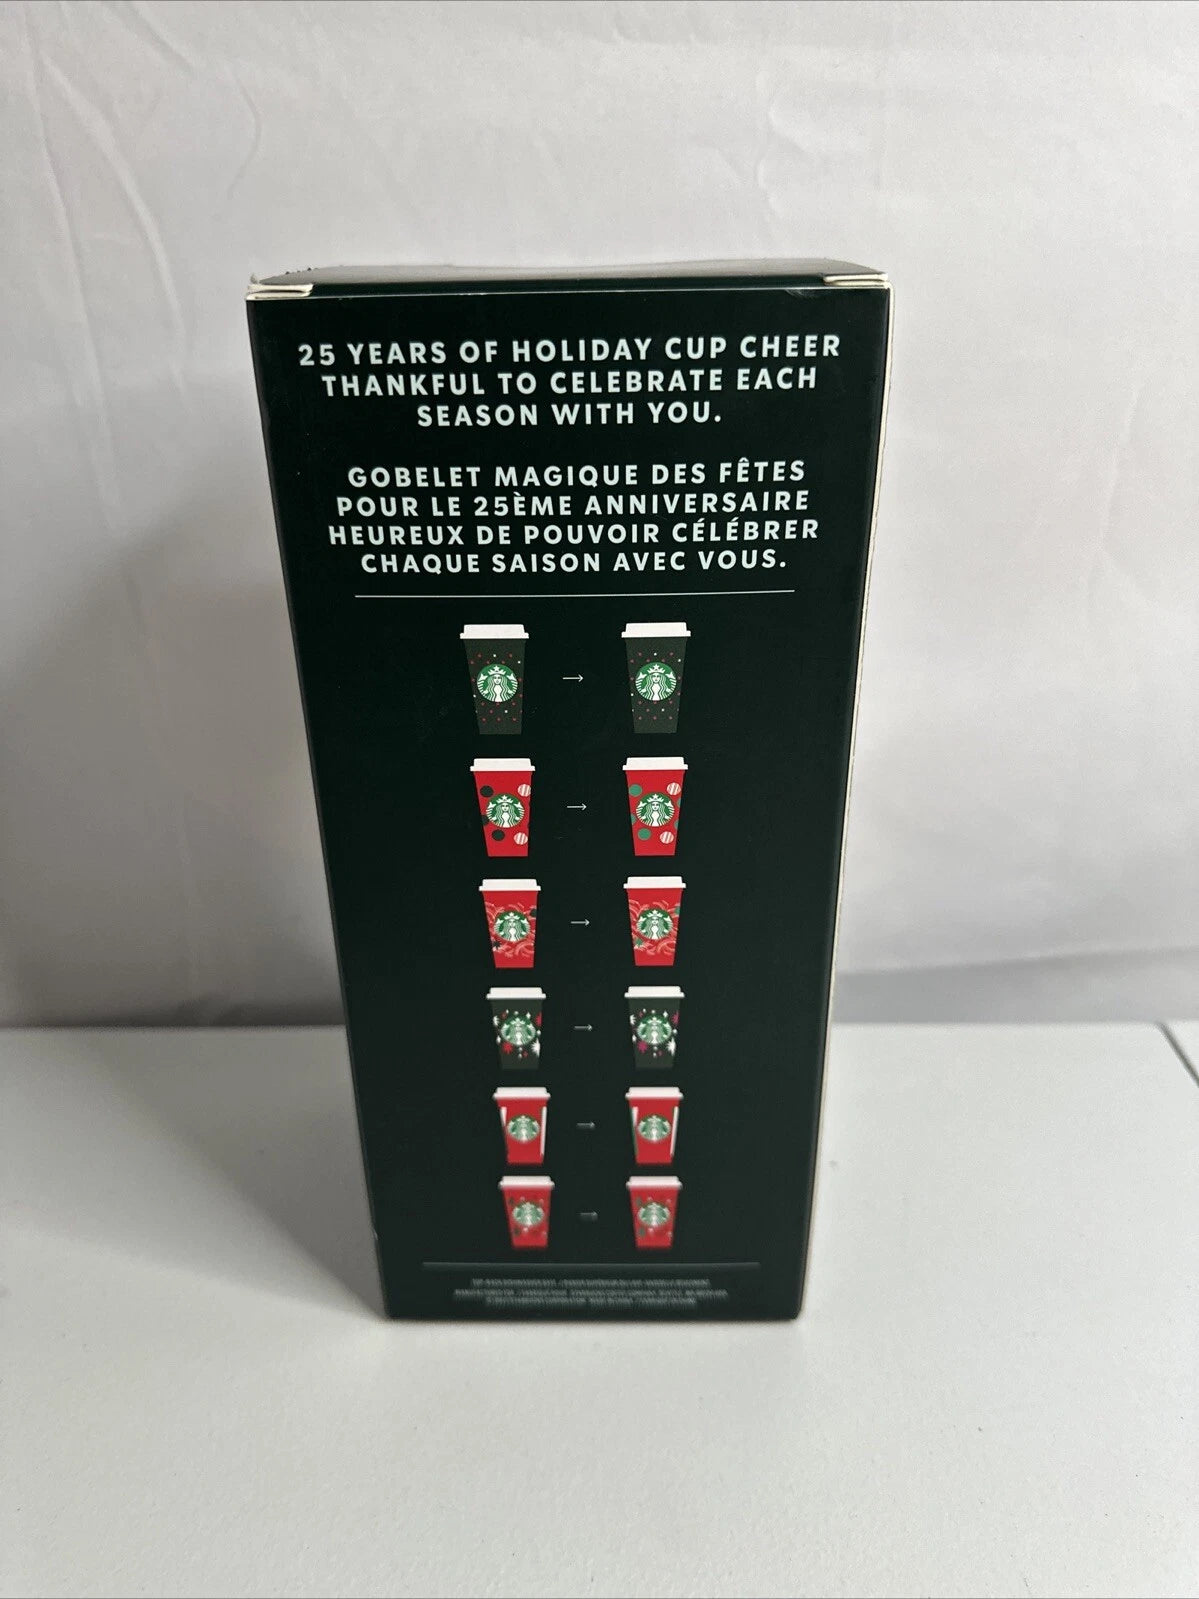 25 YEARS OF HOLIDAY CUP CHEER
THANKFUL TO CELEBRATE EACH
SEASON WITH YOU.
GOBELET MAGIQUE DES FÊTES
POUR LE 25ÈME ANNIVERSAIRE
HEUREUX DE POUVOIR CÉLÉBRER
CHAQUE SAISON AVEC VOUS.